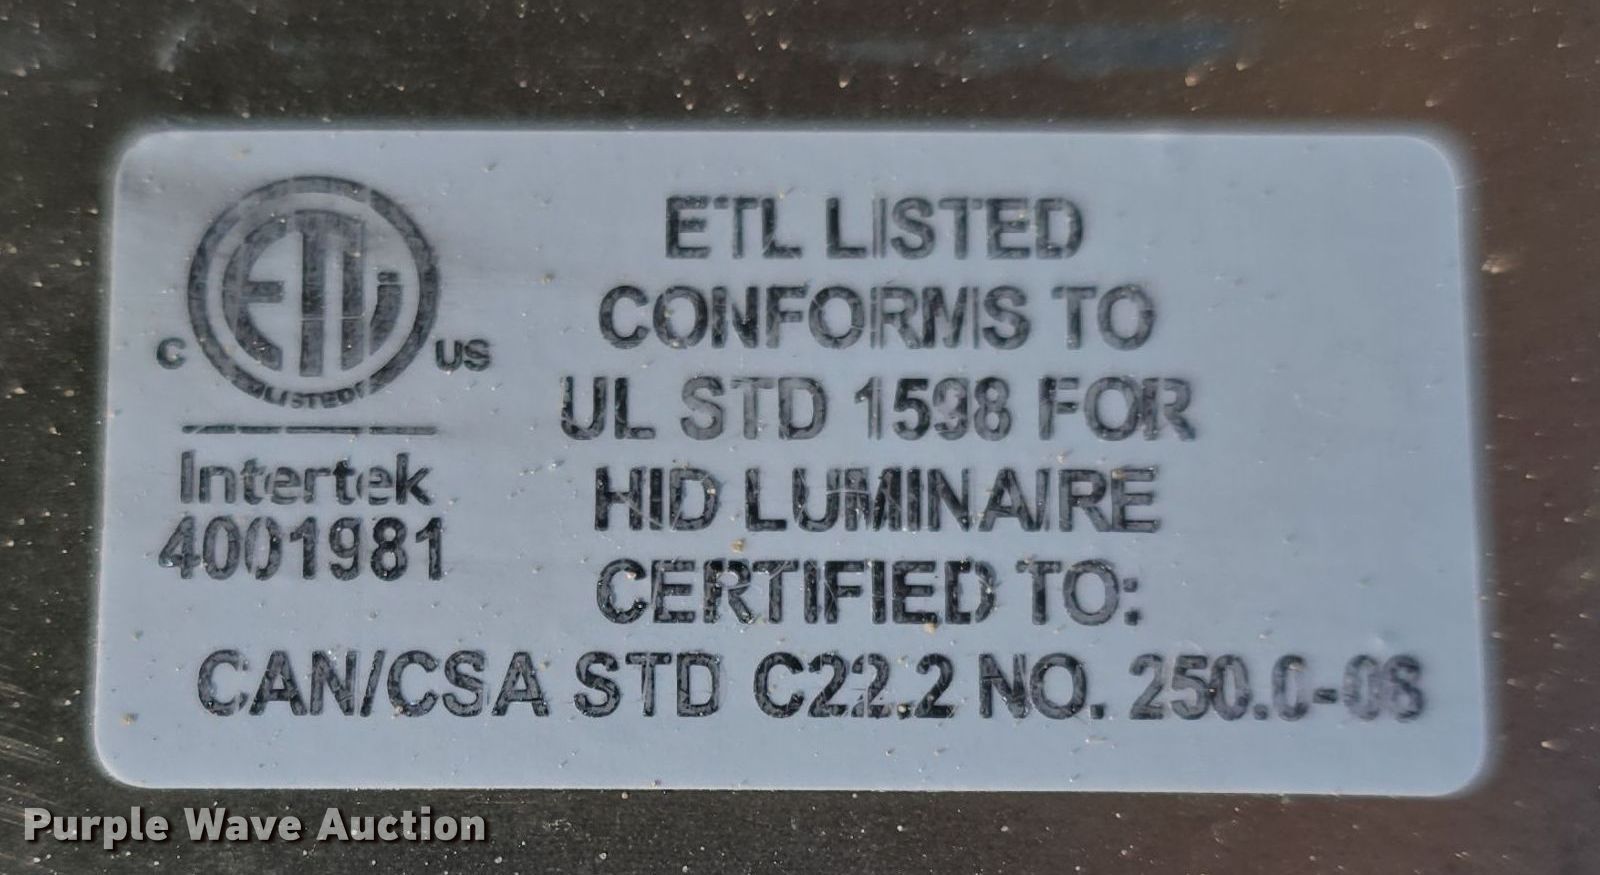 ETL
C US
LISTED
Intertek
4001981
ETL LISTED
CONFORMS TO
UL STD 1598 FOR
HID LUMINAIRE
CERTIFIED TO:
CAN/CSA STD C22.2 NO. 250.0-08
Purple Wave Auction